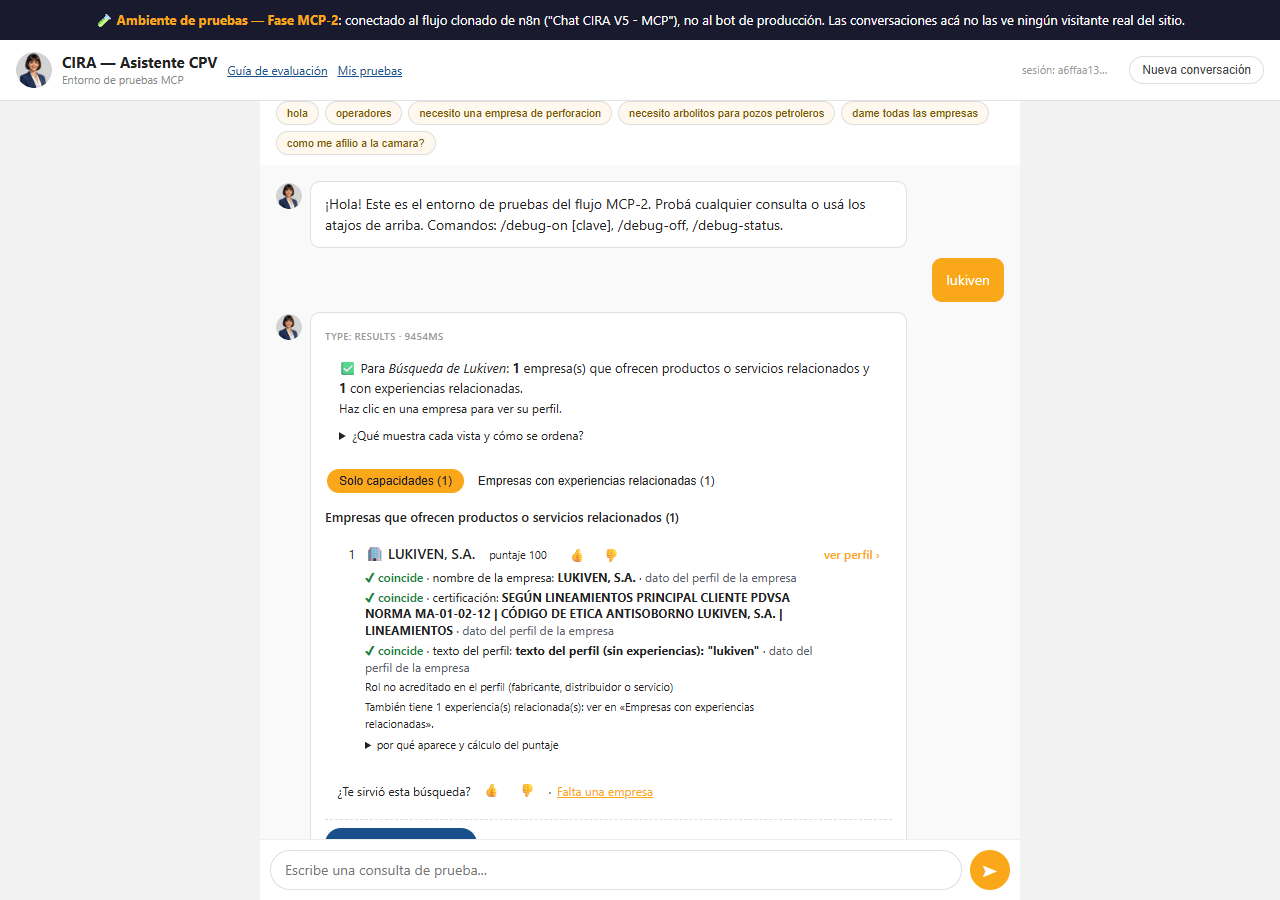 🧪 Ambiente de pruebas — Fase MCP-2: conectado al flujo clonado de n8n ("Chat CIRA V5 - MCP"), no al bot de producción. Las conversaciones acá no las ve ningún visitante real del sitio.
CIRA — Asistente CPV
Entorno de pruebas MCP
Guía de evaluación
Mis pruebas
sesión: a6ffaa13...
Nueva conversación
hola
operadores
necesito una empresa de perforacion
necesito arbolitos para pozos petroleros
dame todas las empresas
como me afilio a la camara?
¡Hola! Este es el entorno de pruebas del flujo MCP-2. Probá cualquier consulta o usá los
atajos de arriba. Comandos: /debug-on [clave], /debug-off, /debug-status.
lukiven
TYPE: RESULTS · 9454MS
✅ Para Búsqueda de Lukiven: 1 empresa(s) que ofrecen productos o servicios relacionados y
1 con experiencias relacionadas.
Haz clic en una empresa para ver su perfil.
▶ ¿Qué muestra cada vista y cómo se ordena?
Solo capacidades (1)
Empresas con experiencias relacionadas (1)
Empresas que ofrecen productos o servicios relacionados (1)
1 🏢 LUKIVEN, S.A. puntaje 100 👍 👎 ver perfil ›
✔ coincide · nombre de la empresa: LUKIVEN, S.A. · dato del perfil de la empresa
✔ coincide · certificación: SEGÚN LINEAMIENTOS PRINCIPAL CLIENTE PDVSA
NORMA MA-01-02-12 | CÓDIGO DE ETICA ANTISOBORNO LUKIVEN, S.A. |
LINEAMIENTOS · dato del perfil de la empresa
✔ coincide · texto del perfil: texto del perfil (sin experiencias): "lukiven" · dato del
perfil de la empresa
Rol no acreditado en el perfil (fabricante, distribuidor o servicio)
También tiene 1 experiencia(s) relacionada(s): ver en «Empresas con experiencias
relacionadas».
▶ por qué aparece y cálculo del puntaje
¿Te sirvió esta búsqueda? 👍 👎 · Falta una empresa
Escribe una consulta de prueba...